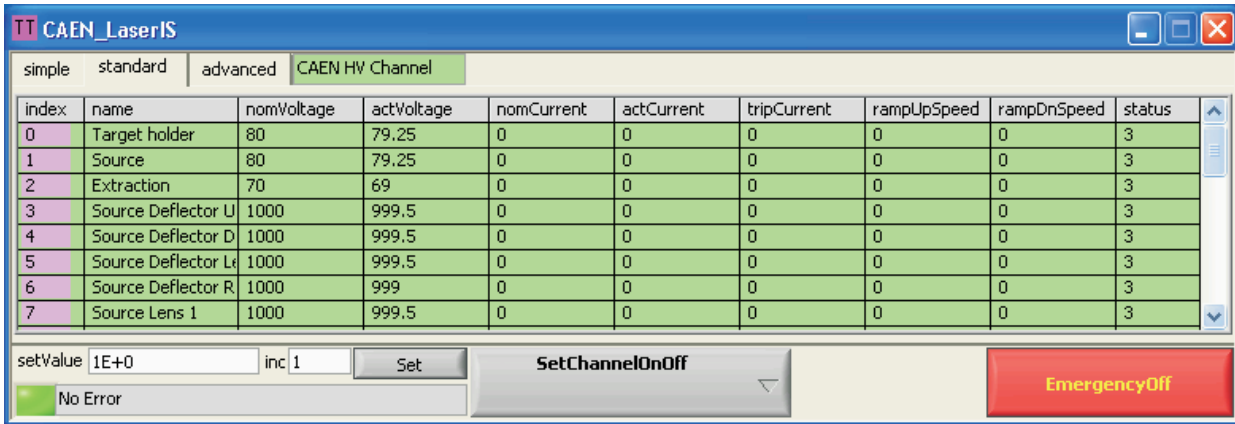 TT CAEN_LaserIS
simple standard advanced CAEN HV Channel
index name nomVoltage actVoltage nomCurrent actCurrent tripCurrent rampUpSpeed rampDnSpeed status
0 Target holder 80 79.25 0 0 0 0 0 3
1 Source 80 79.25 0 0 0 0 0 3
2 Extraction 70 69 0 0 0 0 0 3
3 Source Deflector U 1000 999.5 0 0 0 0 0 3
4 Source Deflector D 1000 999.5 0 0 0 0 0 3
5 Source Deflector Le 1000 999.5 0 0 0 0 0 3
6 Source Deflector R 1000 999 0 0 0 0 0 3
7 Source Lens 1 1000 999.5 0 0 0 0 0 3
setValue 1E+0 inc 1 Set SetChannelOnOff
No Error EmergencyOff